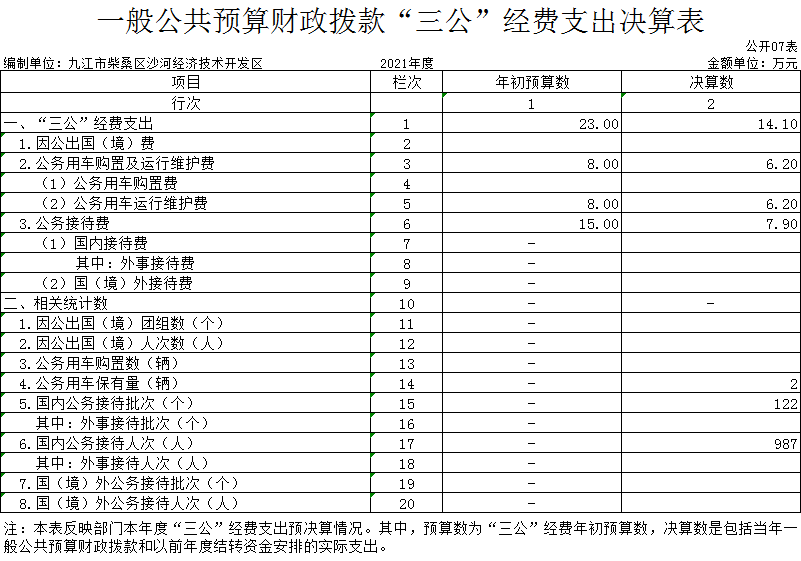 一般公共预算财政拨款“三公”经费支出决算表
公开07表
编制单位：九江市柴桑区沙河经济技术开发区 2021年度 金额单位：万元
项目 栏次 年初预算数 决算数
行次 1 2
一、“三公”经费支出 1 23.00 14.10
1.因公出国（境）费 2
2.公务用车购置及运行维护费 3 8.00 6.20
（1）公务用车购置费 4
（2）公务用车运行维护费 5 8.00 6.20
3.公务接待费 6 15.00 7.90
（1）国内接待费 7 －
其中：外事接待费 8 －
（2）国（境）外接待费 9 －
二、相关统计数 10 － －
1.因公出国（境）团组数（个） 11 －
2.因公出国（境）人次数（人） 12 －
3.公务用车购置数（辆） 13 －
4.公务用车保有量（辆） 14 － 2
5.国内公务接待批次（个） 15 － 122
其中：外事接待批次（个） 16 －
6.国内公务接待人次（人） 17 － 987
其中：外事接待人次（人） 18 －
7.国（境）外公务接待批次（个） 19 －
8.国（境）外公务接待人次（人） 20 －
注：本表反映部门本年度“三公”经费支出预决算情况。其中，预算数为“三公”经费年初预算数，决算数是包括当年一
般公共预算财政拨款和以前年度结转资金安排的实际支出。